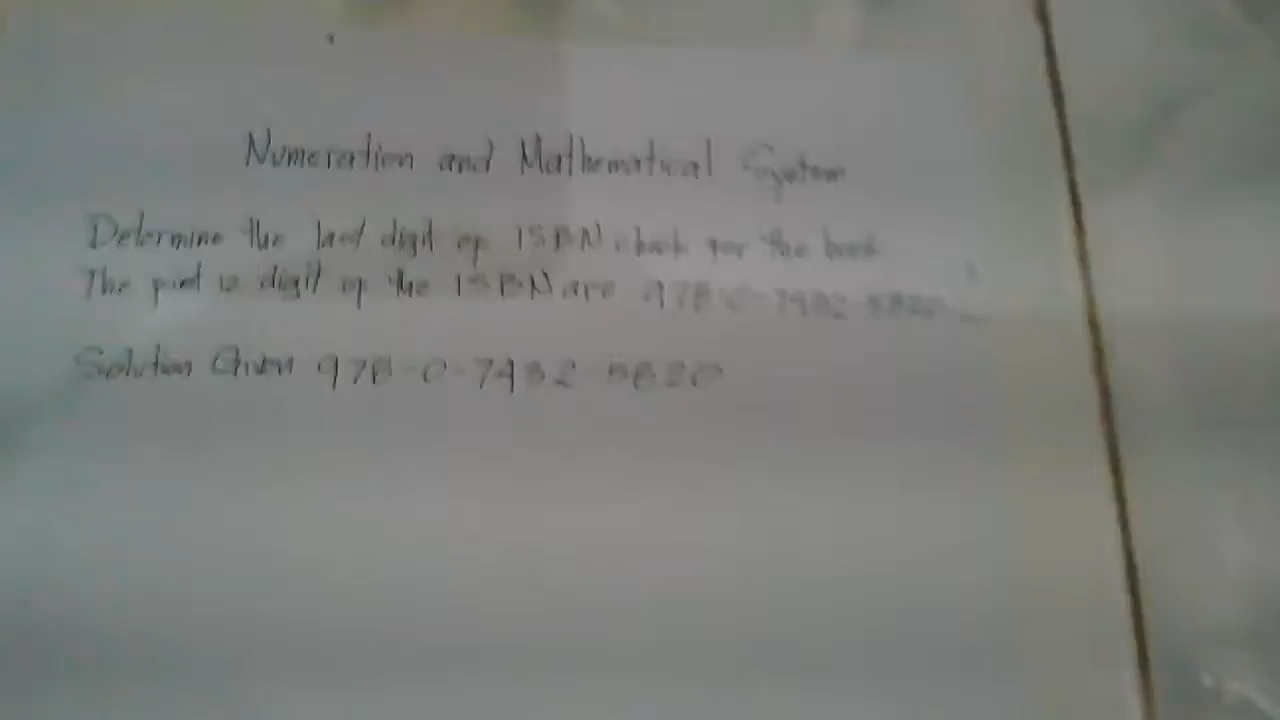 Numeration and Mathematical System
Determine the last digit of ISBN check for the book
The first 12 digit of the ISBN are 978-0-7432-5820-_
Solution Given 978-0-7432-5820